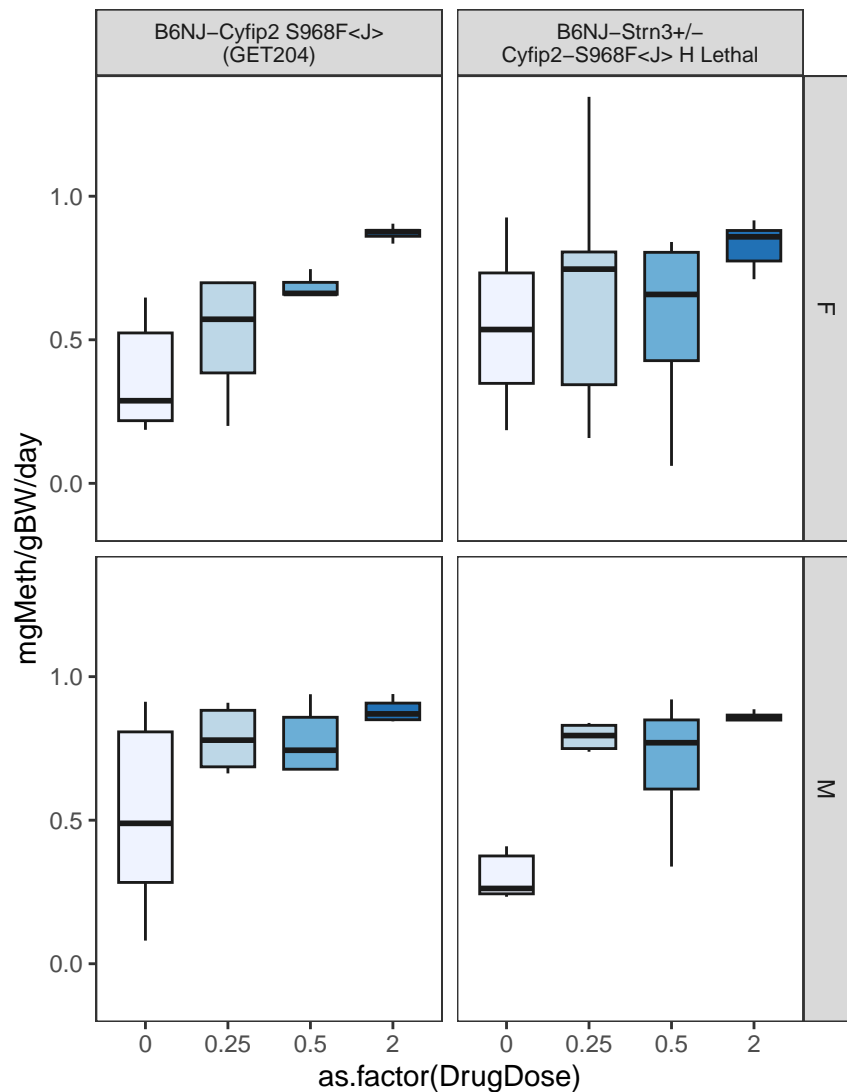 B6NJ−Cyfip2 S968F<J>
(GET204)
B6NJ−Strn3+/−
Cyfip2−S968F<J> H Lethal
1.0
0.5
0.0
F
1.0
0.5
0.0
M
mgMeth/gBW/day
0 0.25 0.5 2
0 0.25 0.5 2
as.factor(DrugDose)